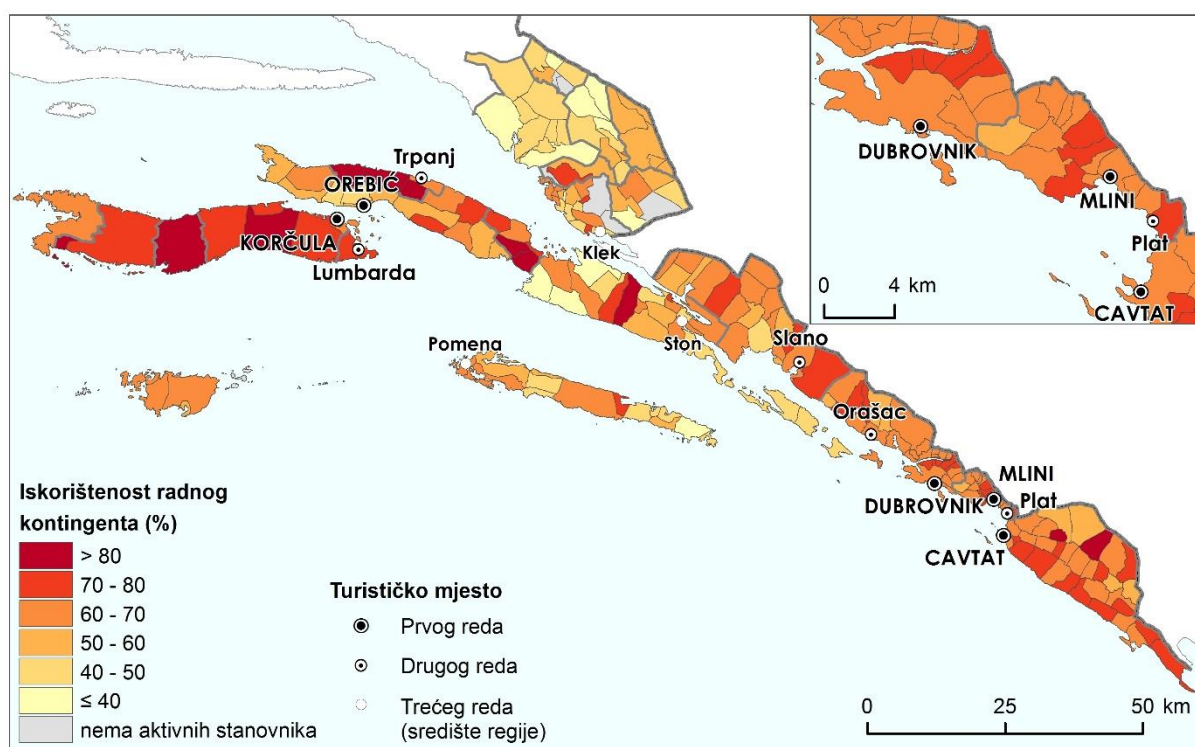 Trpanj
OREBIĆ
KORČULA
Lumbarda
Klek
Pomena
Ston
Slano
Orašac
DUBROVNIK
MLINI
Plat
CAVTAT
DUBROVNIK
MLINI
Plat
CAVTAT
0 4 km
Iskorištenost radnog
kontingenta (%)
> 80
70 - 80
60 - 70
50 - 60
40 - 50
≤ 40
nema aktivnih stanovnika
Turističko mjesto
Prvog reda
Drugog reda
Trećeg reda
(središte regije)
0 25 50 km